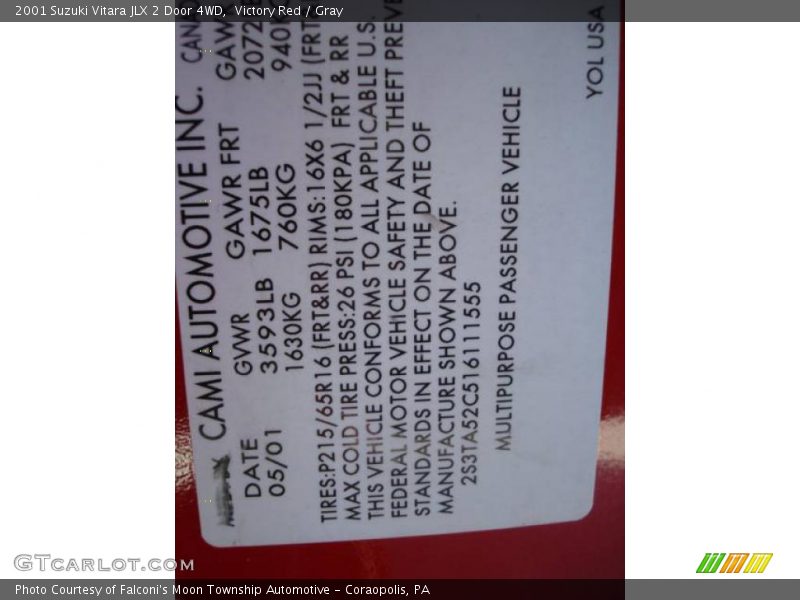 2001 Suzuki Vitara JLX 2 Door 4WD, Victory Red / Gray
CAMI AUTOMOTIVE INC. CANA
DATE GVWR GAWR FRT GAW
05/01 3593LB 1675LB 2072
1630KG 760KG 940K
TIRES:P215/65R16 (FRT&RR) RIMS:16X6 1/2JJ (FRT
MAX COLD TIRE PRESS:26 PSI (180KPA) FRT & RR
THIS VEHICLE CONFORMS TO ALL APPLICABLE U.S.
FEDERAL MOTOR VEHICLE SAFETY AND THEFT PREVE
STANDARDS IN EFFECT ON THE DATE OF
MANUFACTURE SHOWN ABOVE.
2S3TA52C516111555
MULTIPURPOSE PASSENGER VEHICLE
YOL USA
GTCARLOT.COM
Photo Courtesy of Falconi's Moon Township Automotive - Coraopolis, PA